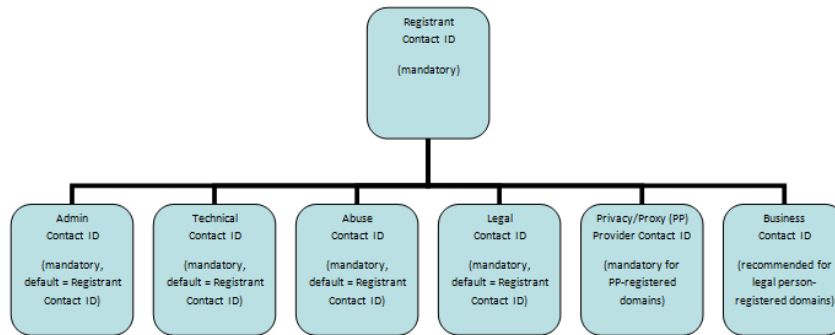 Registrant
Contact ID
(mandatory)
Admin
Contact ID
(mandatory,
default = Registrant
Contact ID)
Technical
Contact ID
(mandatory,
default = Registrant
Contact ID)
Abuse
Contact ID
(mandatory,
default = Registrant
Contact ID)
Legal
Contact ID
(mandatory,
default = Registrant
Contact ID)
Privacy/Proxy (PP)
Provider Contact ID
(mandatory for
PP-registered
domains)
Business
Contact ID
(recommended for
legal person-
registered domains)